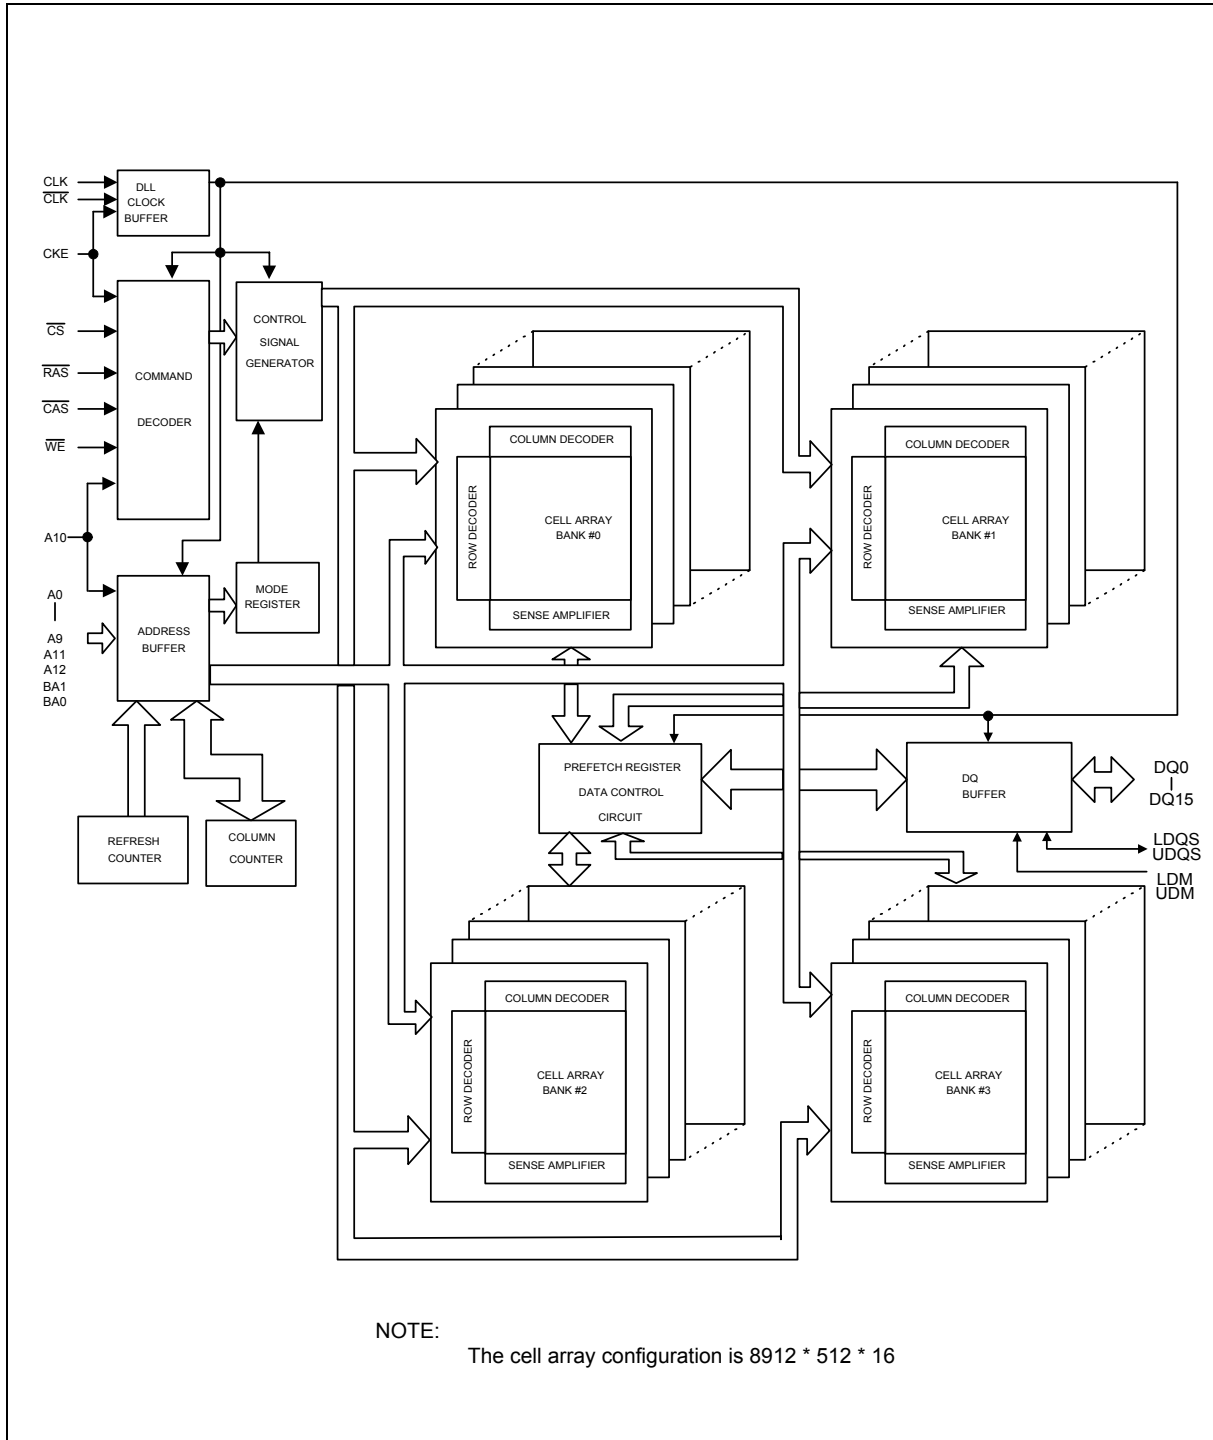 CLK
CLK
CKE
CS
RAS
CAS
WE
A10
A0
A9
A11
A12
BA1
BA0
DLL
CLOCK
BUFFER
COMMAND
DECODER
CONTROL
SIGNAL
GENERATOR
MODE
REGISTER
ADDRESS
BUFFER
REFRESH
COUNTER
COLUMN
COUNTER
COLUMN DECODER
ROW DECODER
CELL ARRAY
BANK #0
SENSE AMPLIFIER
COLUMN DECODER
ROW DECODER
CELL ARRAY
BANK #1
SENSE AMPLIFIER
PREFETCH REGISTER
DATA CONTROL
CIRCUIT
DQ
BUFFER
DQ0
DQ15
LDQS
UDQS
LDM
UDM
COLUMN DECODER
ROW DECODER
CELL ARRAY
BANK #2
SENSE AMPLIFIER
COLUMN DECODER
ROW DECODER
CELL ARRAY
BANK #3
SENSE AMPLIFIER
NOTE:
The cell array configuration is 8912 * 512 * 16